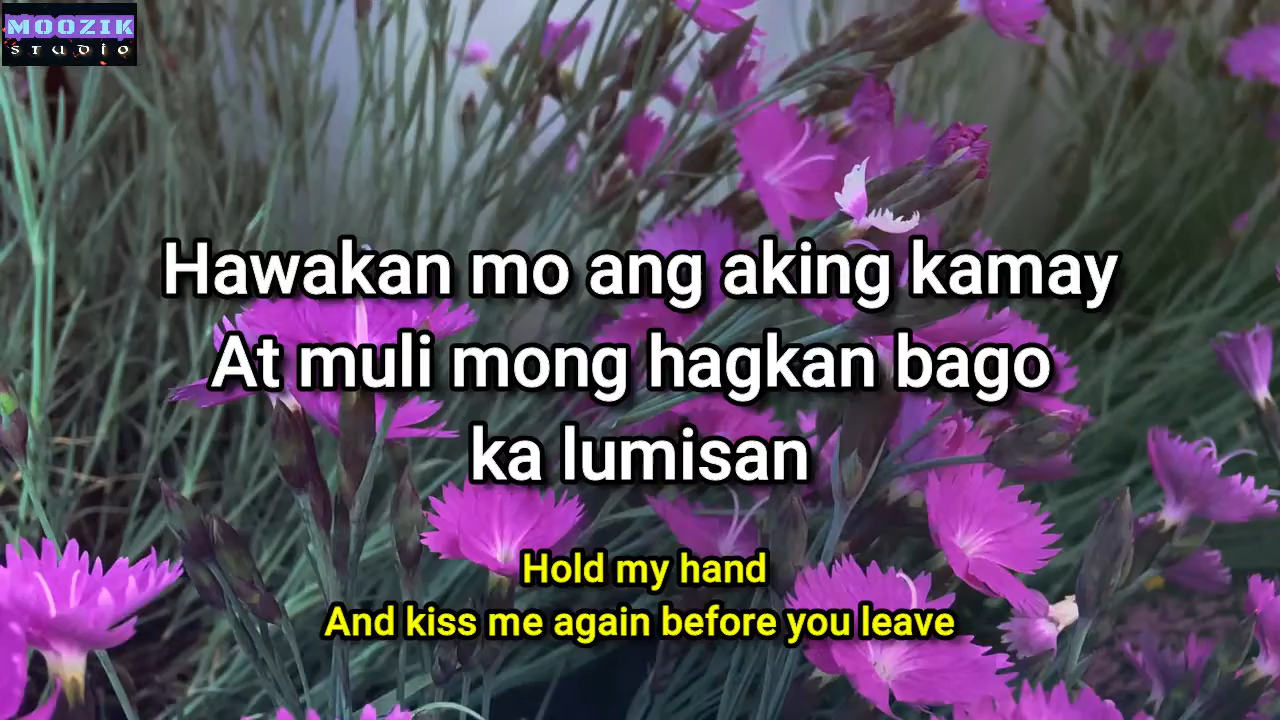 MOOZIK
STUDIO
Hawakan mo ang aking kamay
At muli mong hagkan bago
ka lumisan
Hold my hand
And kiss me again before you leave